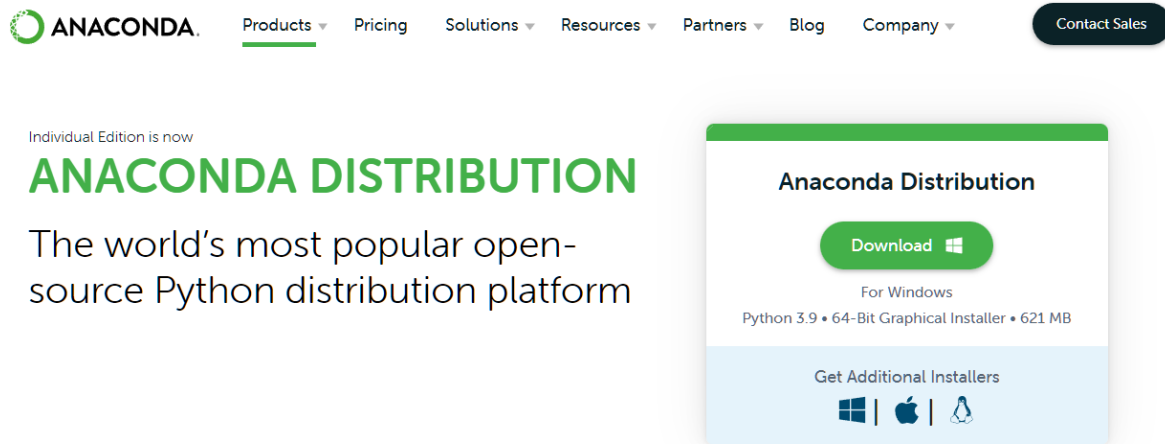 ANACONDA.
Products
Pricing
Solutions
Resources
Partners
Blog
Company
Contact Sales
Individual Edition is now
ANACONDA DISTRIBUTION
The world's most popular open-
source Python distribution platform
Anaconda Distribution
Download
For Windows
Python 3.9 • 64-Bit Graphical Installer • 621 MB
Get Additional Installers